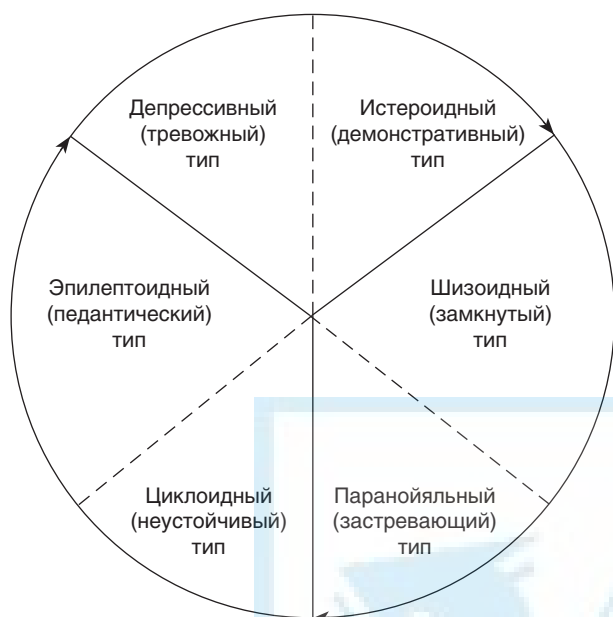 Депрессивный
(тревожный)
тип
Истероидный
(демонстративный)
тип
Эпилептоидный
(педантический)
тип
Шизоидный
(замкнутый)
тип
Циклоидный
(неустойчивый)
тип
Паранойяльный
(застревающий)
тип